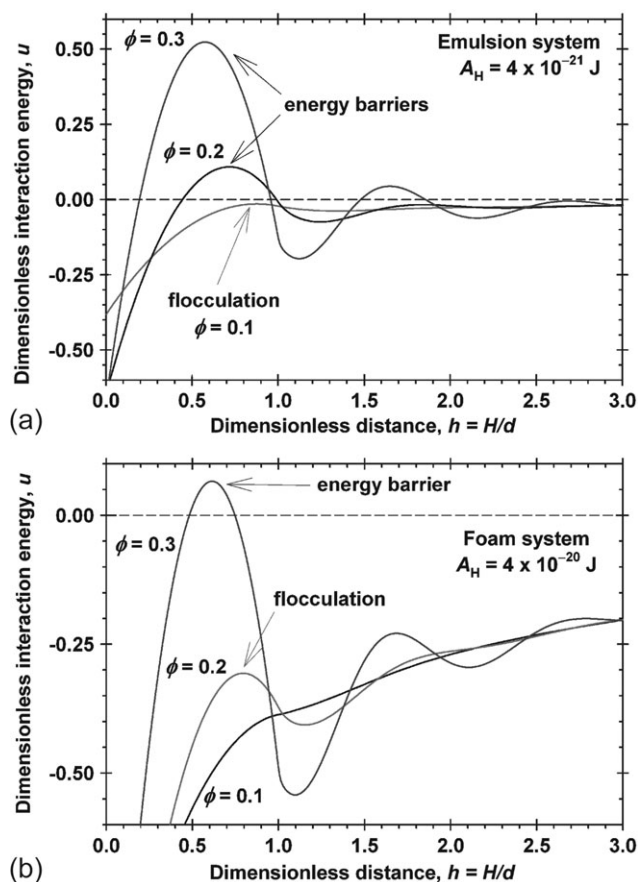 ϕ = 0.3
Emulsion system
A_H = 4 x 10⁻²¹ J
energy barriers
ϕ = 0.2
flocculation
ϕ = 0.1
Dimensionless interaction energy, u
0.50
0.25
0.00
-0.25
-0.50
0.0 0.5 1.0 1.5 2.0 2.5 3.0
(a)
Dimensionless distance, h = H/d
energy barrier
ϕ = 0.3
Foam system
A_H = 4 x 10⁻²⁰ J
flocculation
ϕ = 0.2
ϕ = 0.1
Dimensionless interaction energy, u
0.00
-0.25
-0.50
0.0 0.5 1.0 1.5 2.0 2.5 3.0
(b)
Dimensionless distance, h = H/d